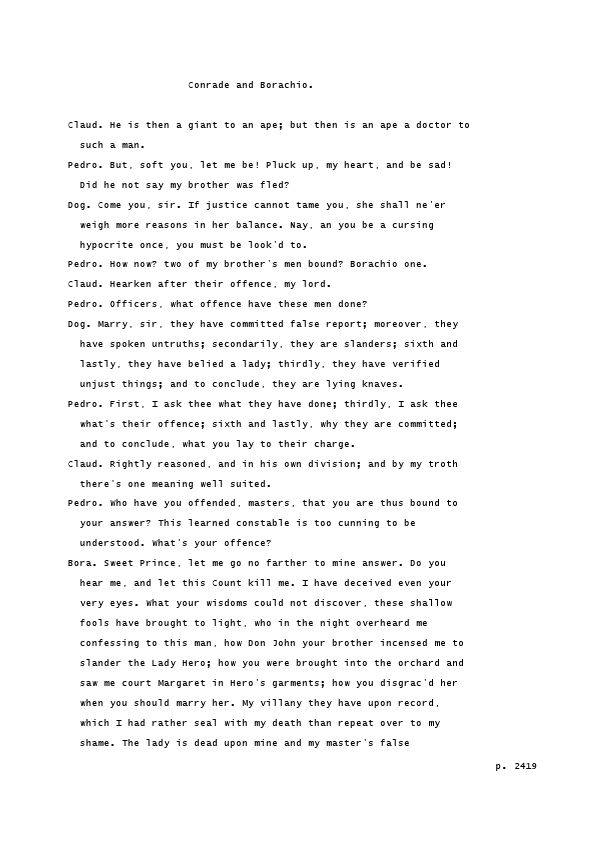 Conrade and Borachio.
Claud. He is then a giant to an ape; but then is an ape a doctor to
such a man.
Pedro. But, soft you, let me be! Pluck up, my heart, and be sad!
Did he not say my brother was fled?
Dog. Come you, sir. If justice cannot tame you, she shall ne'er
weigh more reasons in her balance. Nay, an you be a cursing
hypocrite once, you must be look'd to.
Pedro. How now? two of my brother's men bound? Borachio one.
Claud. Hearken after their offence, my lord.
Pedro. Officers, what offence have these men done?
Dog. Marry, sir, they have committed false report; moreover, they
have spoken untruths; secondarily, they are slanders; sixth and
lastly, they have belied a lady; thirdly, they have verified
unjust things; and to conclude, they are lying knaves.
Pedro. First, I ask thee what they have done; thirdly, I ask thee
what's their offence; sixth and lastly, why they are committed;
and to conclude, what you lay to their charge.
Claud. Rightly reasoned, and in his own division; and by my troth
there's one meaning well suited.
Pedro. Who have you offended, masters, that you are thus bound to
your answer? This learned constable is too cunning to be
understood. What's your offence?
Bora. Sweet Prince, let me go no farther to mine answer. Do you
hear me, and let this Count kill me. I have deceived even your
very eyes. What your wisdoms could not discover, these shallow
fools have brought to light, who in the night overheard me
confessing to this man, how Don John your brother incensed me to
slander the Lady Hero; how you were brought into the orchard and
saw me court Margaret in Hero's garments; how you disgrac'd her
when you should marry her. My villany they have upon record,
which I had rather seal with my death than repeat over to my
shame. The lady is dead upon mine and my master's false
p. 2419